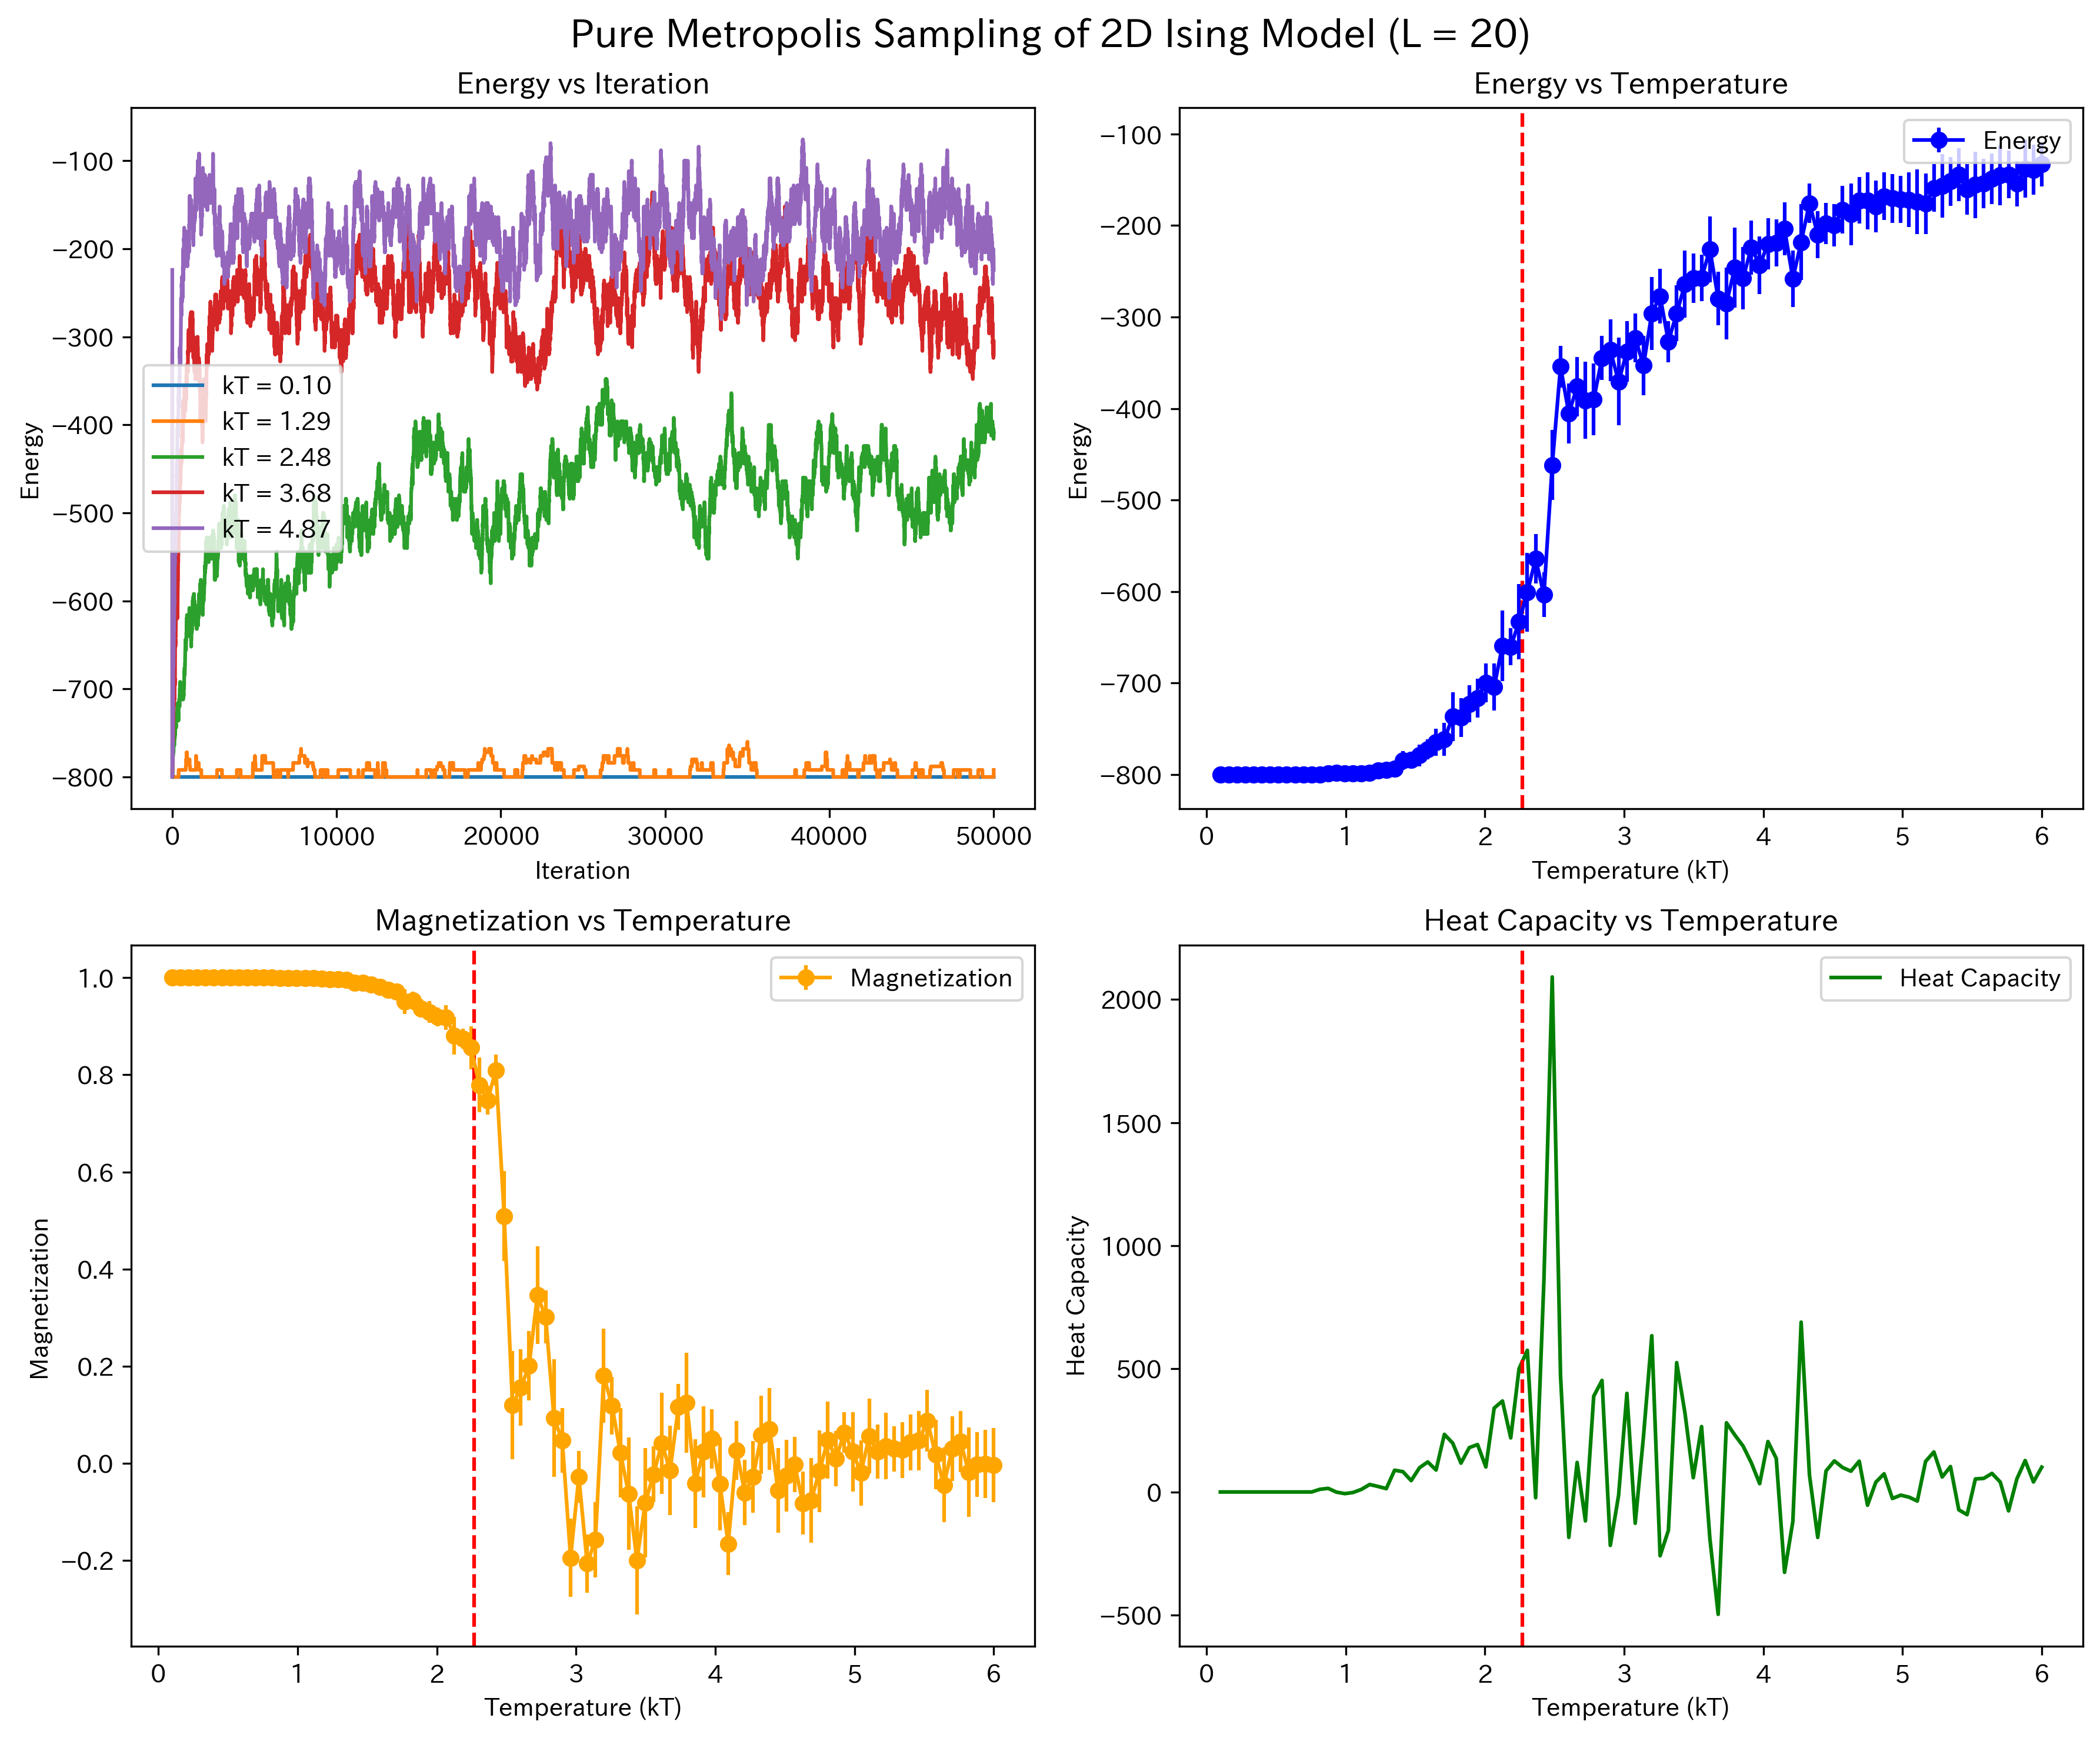 Pure Metropolis Sampling of 2D Ising Model (L = 20)
Energy vs Iteration
−100
−200
−300
−400
−500
−600
−700
−800
Energy
kT = 0.10
kT = 1.29
kT = 2.48
kT = 3.68
kT = 4.87
0
10000
20000
30000
40000
50000
Iteration
Energy vs Temperature
−100
−200
−300
−400
−500
−600
−700
−800
Energy
Energy
0
1
2
3
4
5
6
Temperature (kT)
Magnetization vs Temperature
1.0
0.8
0.6
0.4
0.2
0.0
−0.2
Magnetization
Magnetization
0
1
2
3
4
5
6
Temperature (kT)
Heat Capacity vs Temperature
2000
1500
1000
500
0
−500
Heat Capacity
Heat Capacity
0
1
2
3
4
5
6
Temperature (kT)